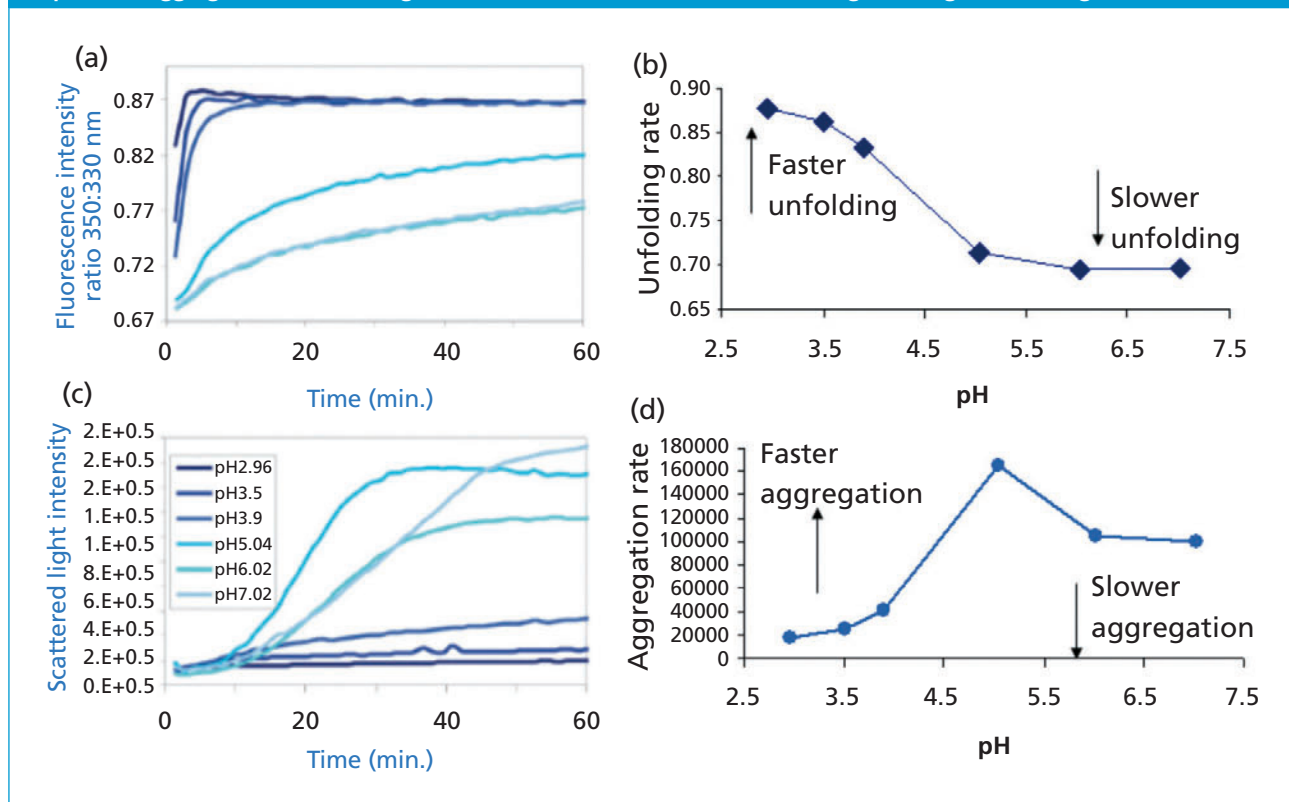 (a)
Fluorescence intensity
ratio 350:330 nm
0.87
0.82
0.77
0.72
0.67
0
20
40
60
Time (min.)
(b)
Unfolding rate
0.90
0.85
0.80
0.75
0.70
0.65
Faster
unfolding
Slower
unfolding
2.5
3.5
4.5
5.5
6.5
7.5
pH
(c)
Scattered light intensity
2.E+0.5
2.E+0.5
2.E+0.5
1.E+0.5
1.E+0.5
8.E+0.5
6.E+0.5
4.E+0.5
2.E+0.5
0.E+0.5
pH2.96
pH3.5
pH3.9
pH5.04
pH6.02
pH7.02
0
20
40
60
Time (min.)
(d)
Aggregation rate
180000
160000
140000
120000
100000
80000
60000
40000
20000
0
Faster
aggregation
Slower
aggregation
2.5
3.5
4.5
5.5
6.5
7.5
pH